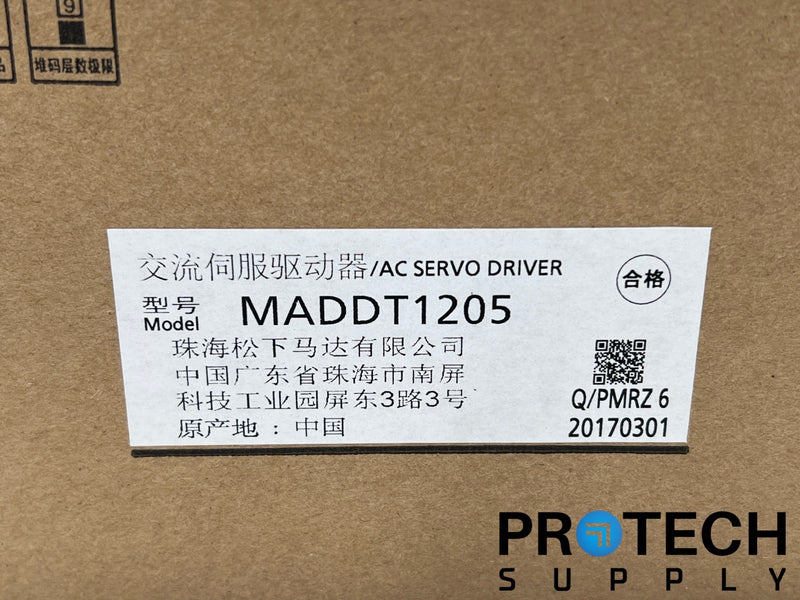 9
品
堆码层数极限
交流伺服驱动器/AC SERVO DRIVER
合格
型号
Model
MADDT1205
珠海松下马达有限公司
中国广东省珠海市南屏
科技工业园屏东3路3号
原产地：中国
Q/PMRZ 6
20170301
PROTECH
SUPPLY